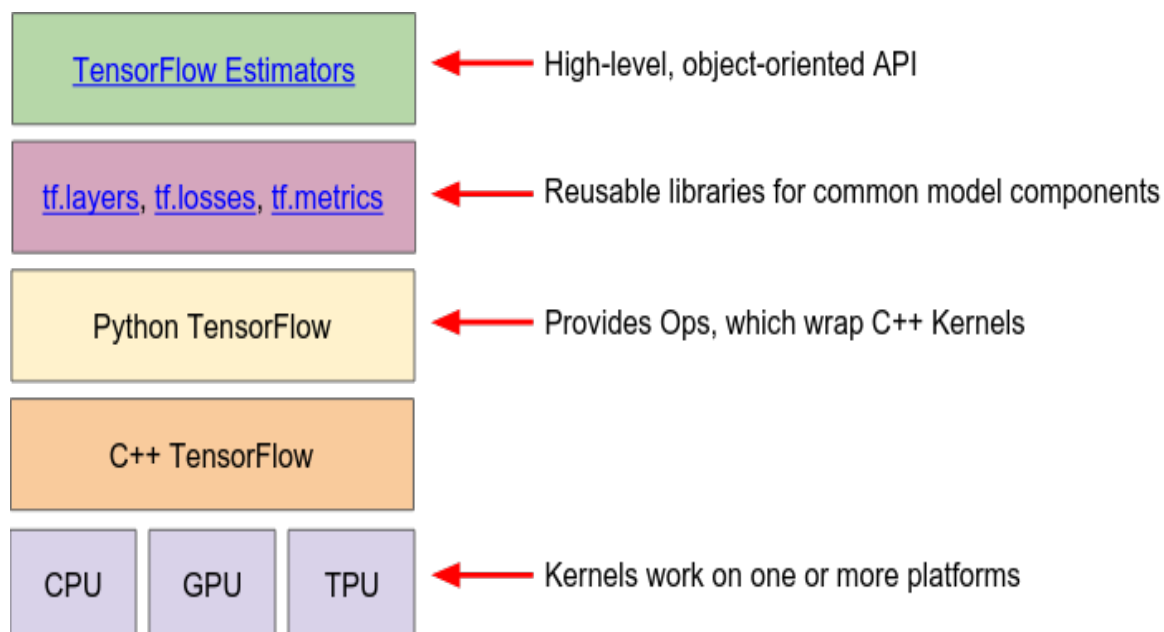 TensorFlow Estimators
High-level, object-oriented API
tf.layers, tf.losses, tf.metrics
Reusable libraries for common model components
Python TensorFlow
Provides Ops, which wrap C++ Kernels
C++ TensorFlow
CPU
GPU
TPU
Kernels work on one or more platforms